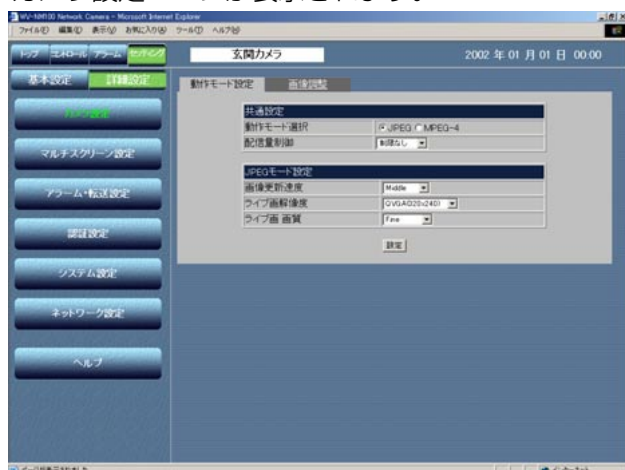 WV-NM100 Network Camera - Microsoft Internet Explorer
ファイル(F) 編集(E) 表示(V) お気に入り(A) ツール(T) ヘルプ(H)
トップ コントロール アラーム セッティング 玄関カメラ 2002 年 01 月 01 日 00:00
基本設定 詳細設定
動作モード設定 画像調整
カメラ設定
マルチスクリーン設定
アラーム・転送設定
認証設定
システム設定
ネットワーク設定
ヘルプ
共通設定
動作モード選択 JPEG MPEG-4
配信量制御 制限なし
JPEGモード設定
画像更新速度 Middle
ライブ画解像度 QVGA(320x240)
ライブ画 画質 Fine
設定
ページが表示されました